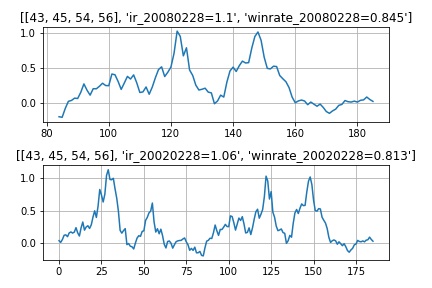 [[43, 45, 54, 56], 'ir_20080228=1.1', 'winrate_20080228=0.845']
1.0
0.5
0.0
80 100 120 140 160 180
[[43, 45, 54, 56], 'ir_20020228=1.06', 'winrate_20020228=0.813']
1.0
0.5
0.0
0 25 50 75 100 125 150 175